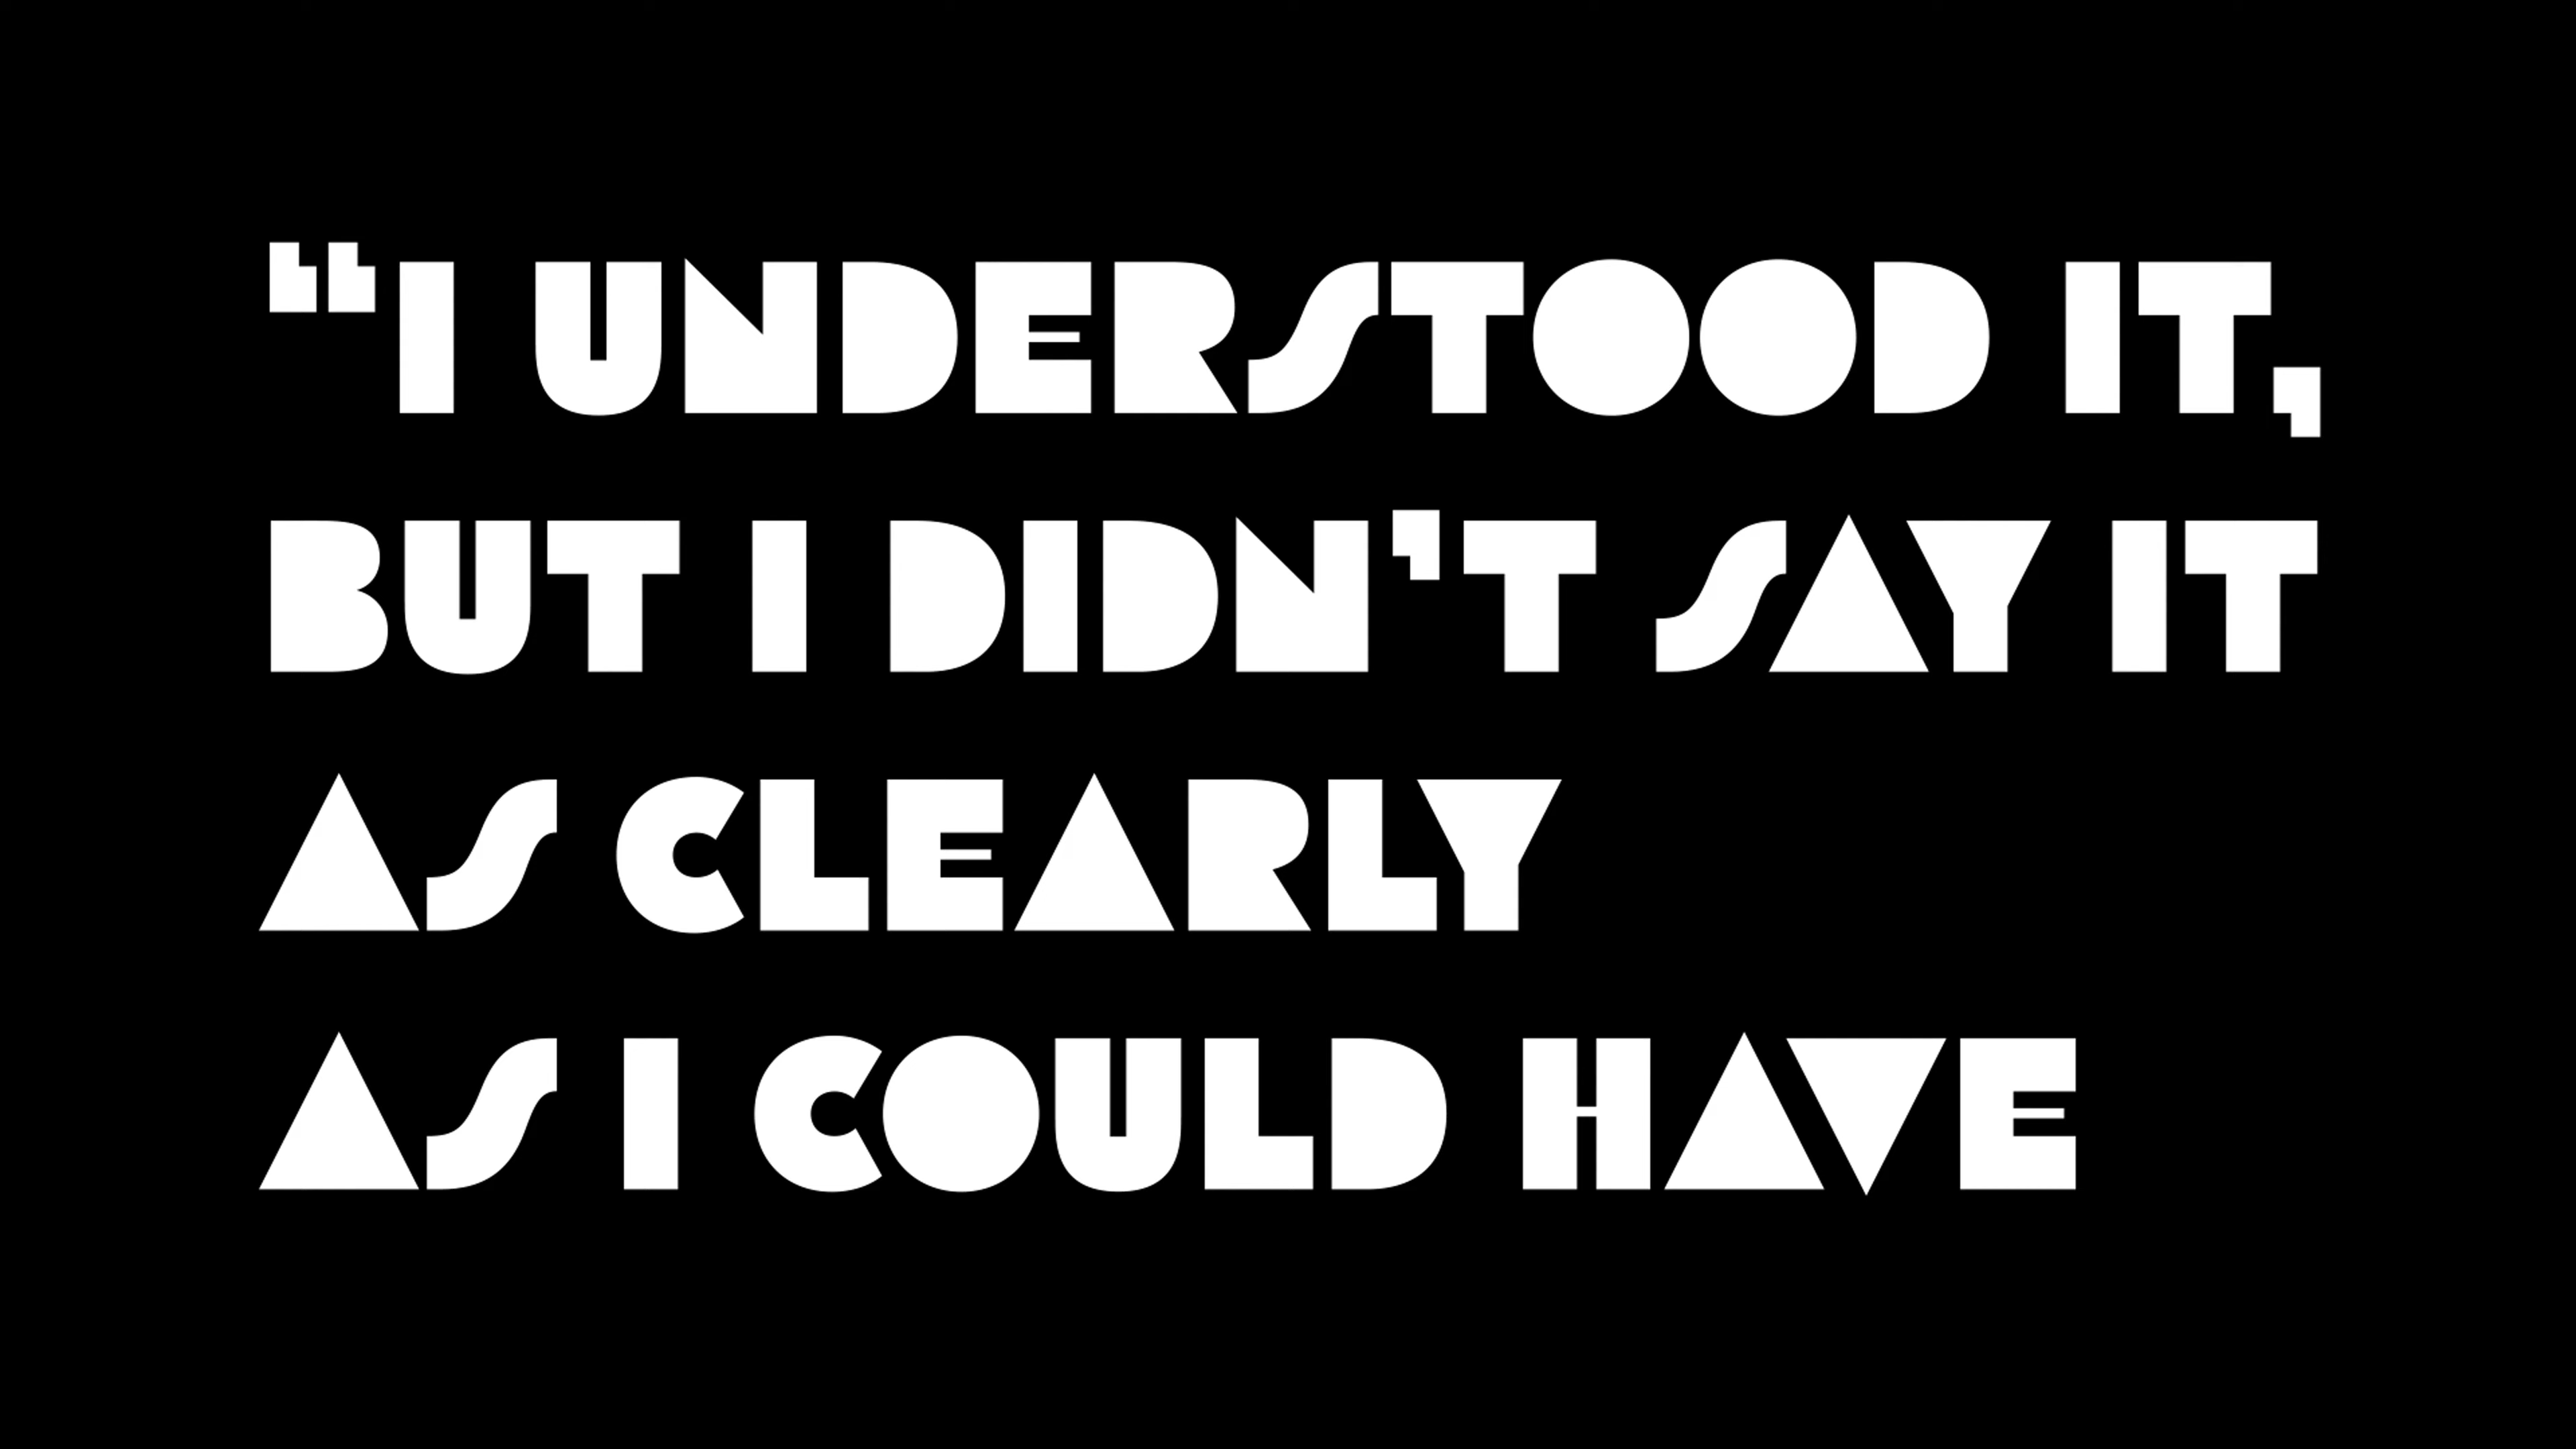 “I UNDERSTOOD IT,
BUT I DIDN’T SAY IT
AS CLEARLY
AS I COULD HAVE